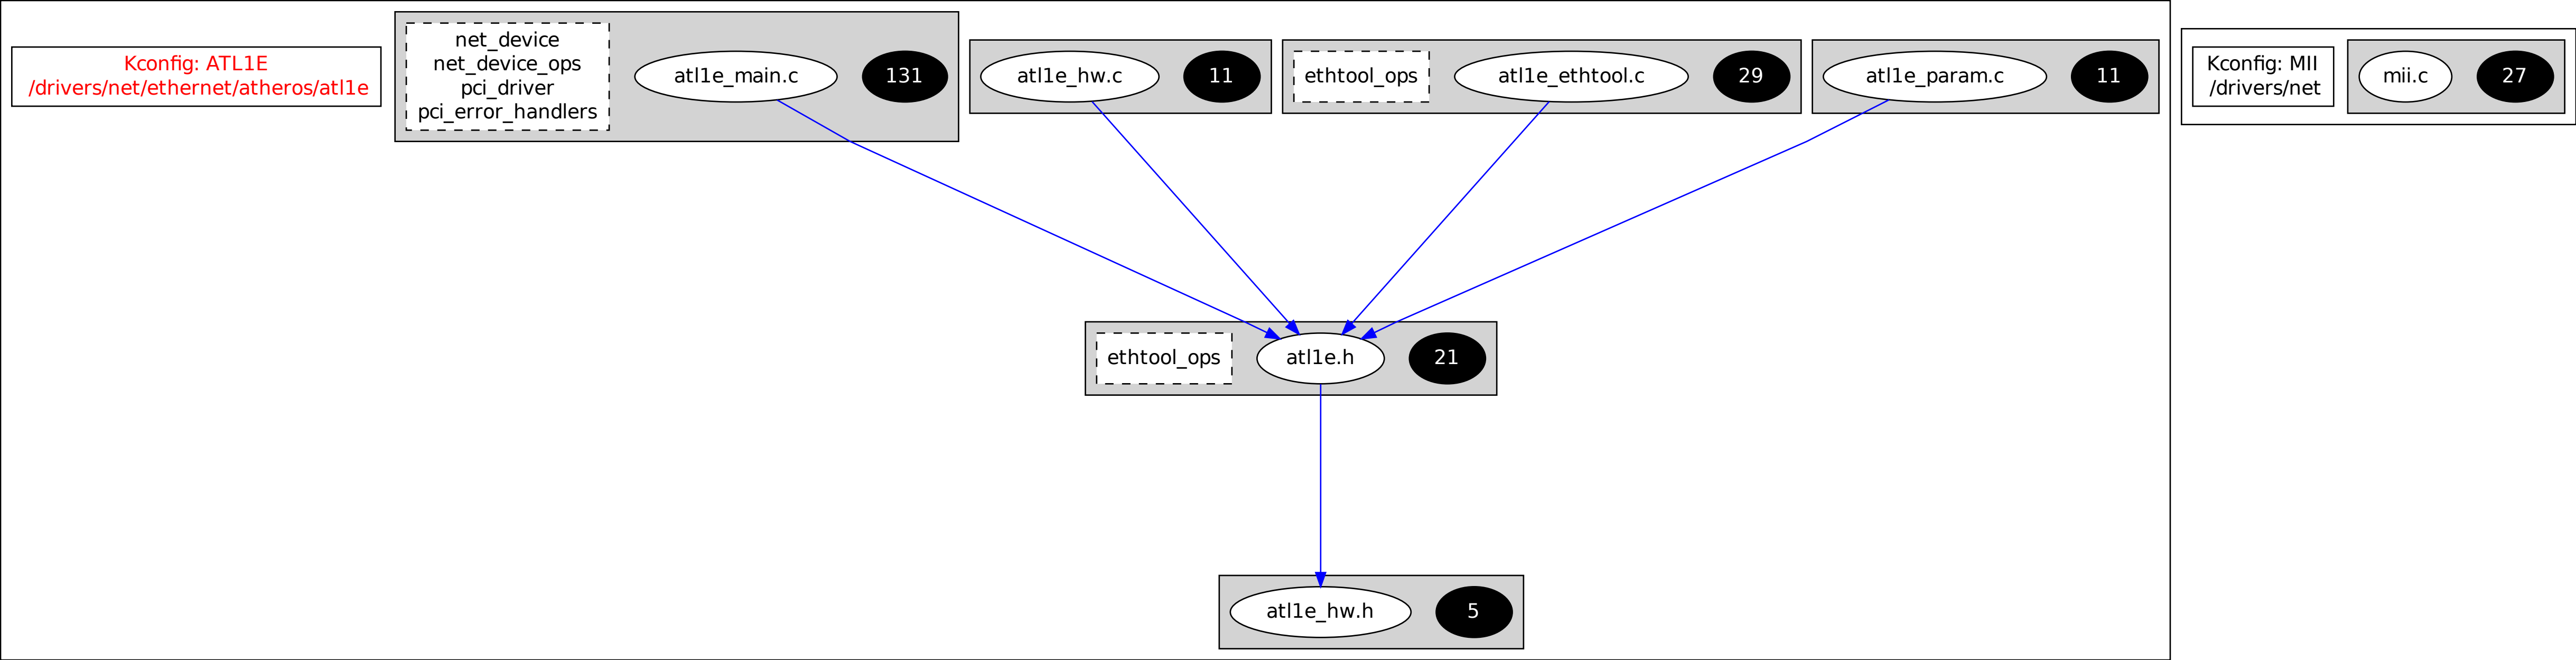 Kconfig: ATL1E
/drivers/net/ethernet/atheros/atl1e
net_device
net_device_ops
pci_driver
pci_error_handlers
atl1e_main.c
131
atl1e_hw.c
11
ethtool_ops
atl1e_ethtool.c
29
atl1e_param.c
11
Kconfig: MII
/drivers/net
mii.c
27
ethtool_ops
atl1e.h
21
atl1e_hw.h
5